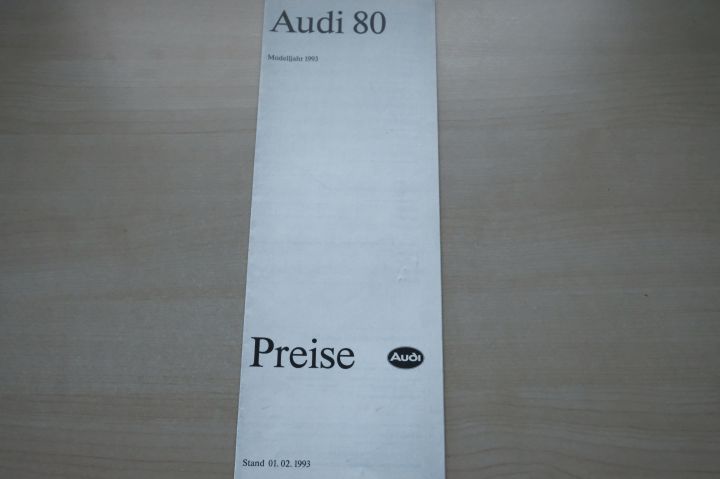 Audi 80
Modelljahr 1993
Preise
Audi
Stand 01. 02. 1993